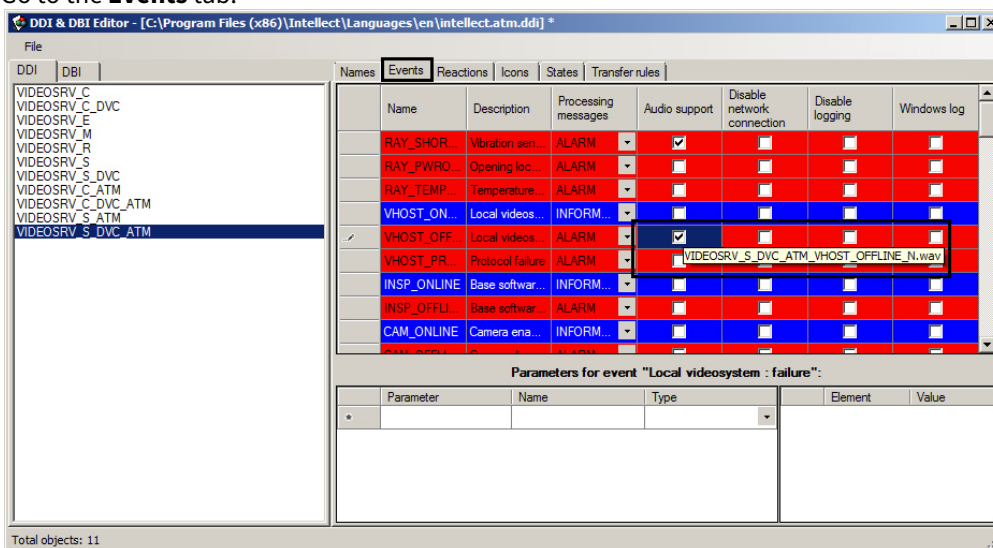 Go to the Events tab.
DDI & DBI Editor - [C:\Program Files (x86)\Intellect\Languages\en\intellect.atm.ddi] *
File
DDI DBI
Names Events Reactions Icons States Transfer rules
VIDEOSRV_C
VIDEOSRV_C_DVC
VIDEOSRV_E
VIDEOSRV_M
VIDEOSRV_R
VIDEOSRV_S
VIDEOSRV_S_DVC
VIDEOSRV_C_ATM
VIDEOSRV_C_DVC_ATM
VIDEOSRV_S_ATM
VIDEOSRV_S_DVC_ATM
Name Description Processing messages Audio support Disable network connection Disable logging Windows log
RAY_SHOR... Vibration sen... ALARM
RAY_PWRO... Opening loc... ALARM
RAY_TEMP... Temperature... ALARM
VHOST_ON... Local videos... INFORM...
VHOST_OFF... Local videos... ALARM
VHOST_PR... Protocol failure ALARM
VIDEOSRV_S_DVC_ATM_VHOST_OFFLINE_N.wav
INSP_ONLINE Base softwar... INFORM...
INSP_OFFLI... Base softwar... ALARM
CAM_ONLINE Camera ena... INFORM...
Parameters for event "Local videosystem : failure":
Parameter Name Type Element Value
Total objects: 11